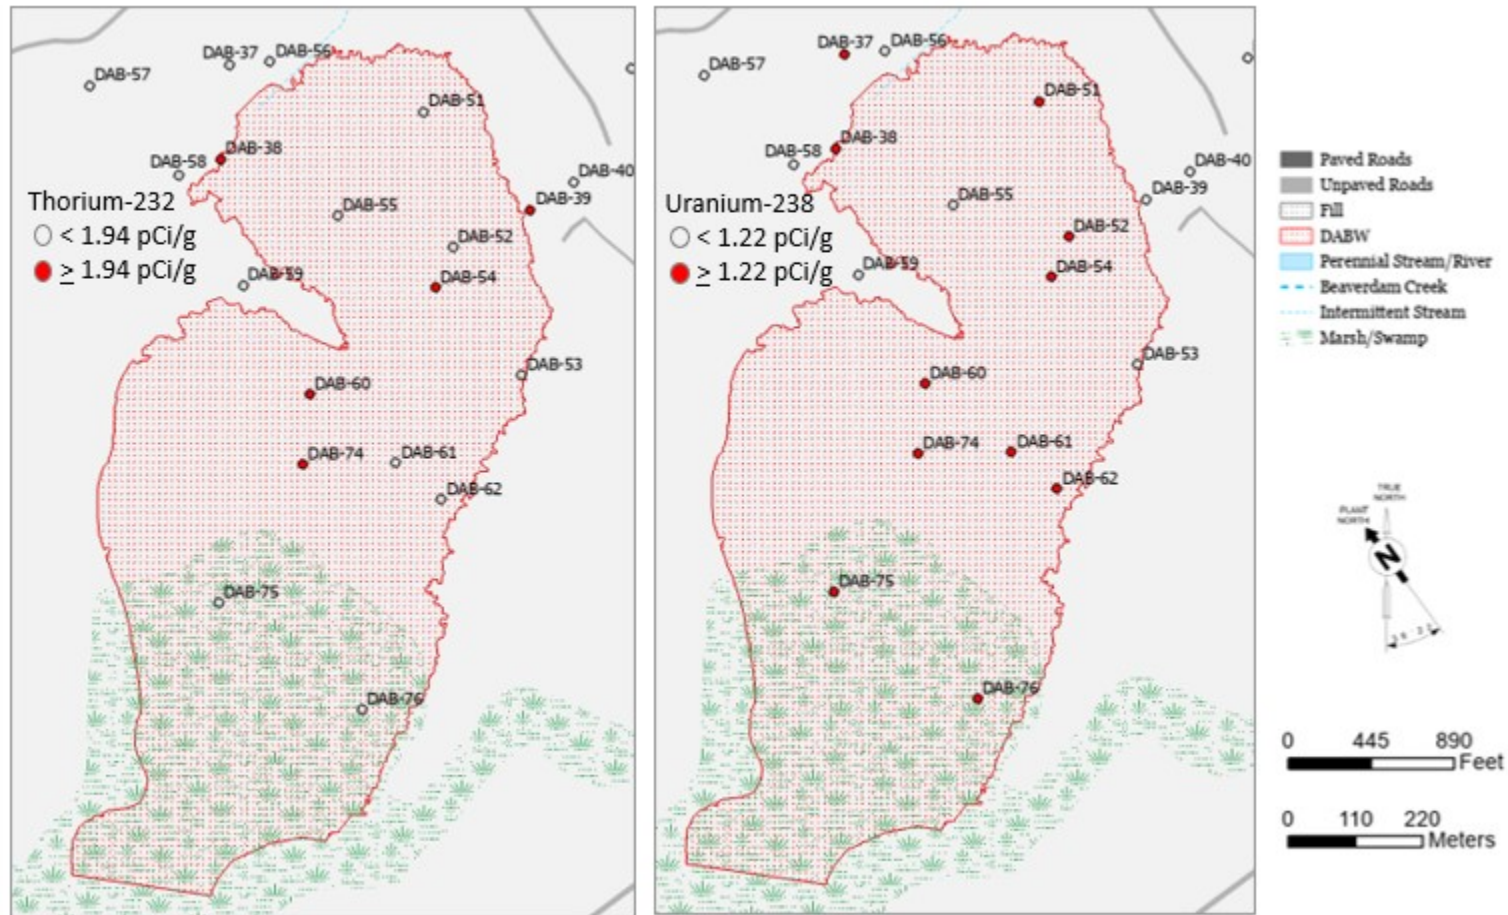 DAB-37
DAB-56
DAB-57
DAB-51
DAB-38
DAB-58
DAB-40
Thorium-232
DAB-39
DAB-55
< 1.94 pCi/g
DAB-52
≥ 1.94 pCi/g
DAB-59
DAB-54
DAB-53
DAB-60
DAB-74
DAB-61
DAB-62
DAB-75
DAB-76
DAB-37
DAB-56
DAB-57
DAB-51
DAB-38
DAB-58
DAB-40
Uranium-238
DAB-39
DAB-55
< 1.22 pCi/g
DAB-52
≥ 1.22 pCi/g
DAB-59
DAB-54
DAB-53
DAB-60
DAB-74
DAB-61
DAB-62
DAB-75
DAB-76
Paved Roads
Unpaved Roads
Fill
DABW
Perennial Stream/River
Beaverdam Creek
Intermittent Stream
Marsh/Swamp
TRUE
NORTH
PLANT
NORTH
N
0 445 890
Feet
0 110 220
Meters